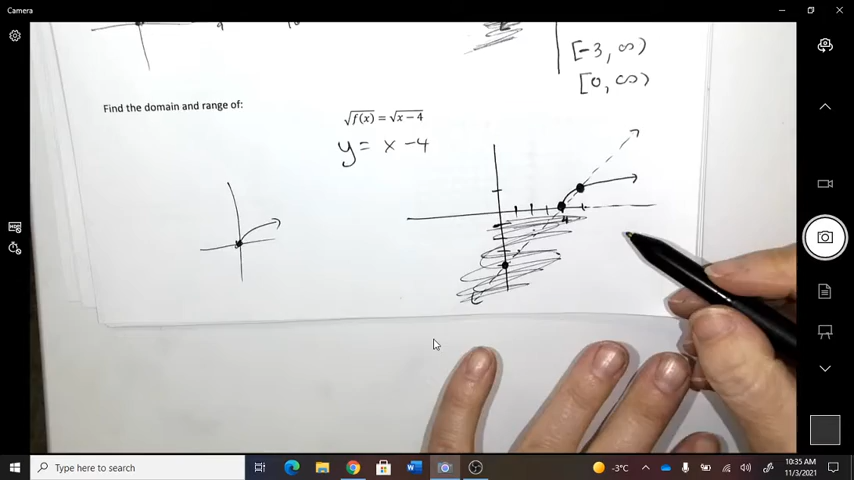 Camera
[-3, ∞)
[0, ∞)
Find the domain and range of:
√f(x) = √x − 4
y = x - 4
4
Type here to search
-3°C
10:35 AM
11/3/2021